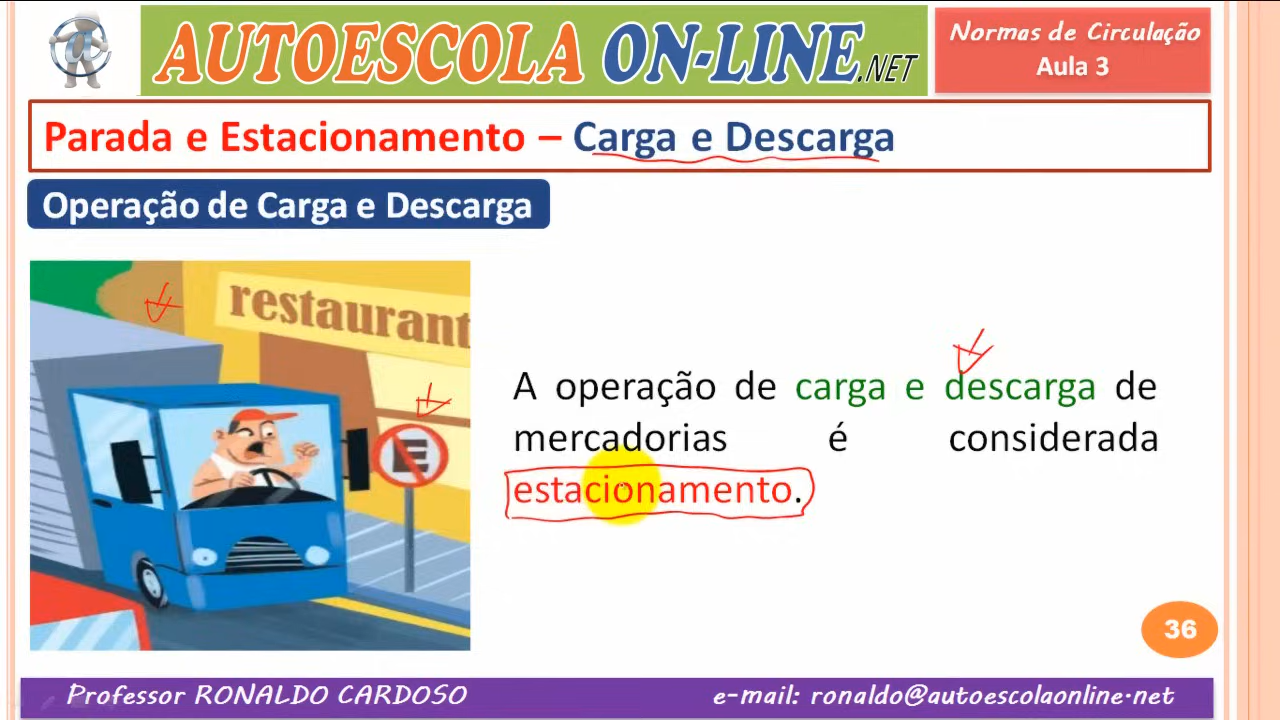 AUTOESCOLA ON-LINE.NET
Normas de Circulação
Aula 3
Parada e Estacionamento – Carga e Descarga
Operação de Carga e Descarga
restaurant
E
A operação de carga e descarga de
mercadorias é considerada
estacionamento.
36
Professor RONALDO CARDOSO e-mail: ronaldo@autoescolaonline.net